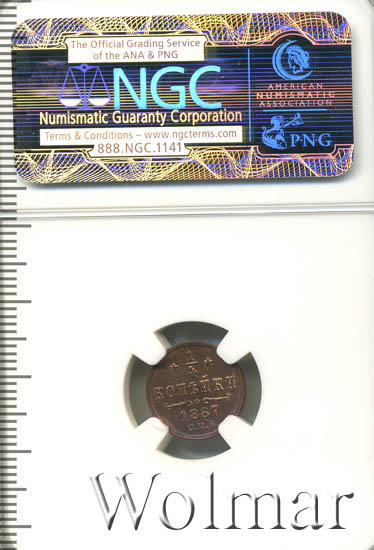 The Official Grading Service
of the ANA & PNG
NGC
Numismatic Guaranty Corporation
Terms & Conditions – www.ngcterms.com
888.NGC.1141
AMERICAN
NUMISMATIC
ASSOCIATION
P·N·G
1/4
КОПѢЙКИ
1887
С.П.Б.
Wolmar